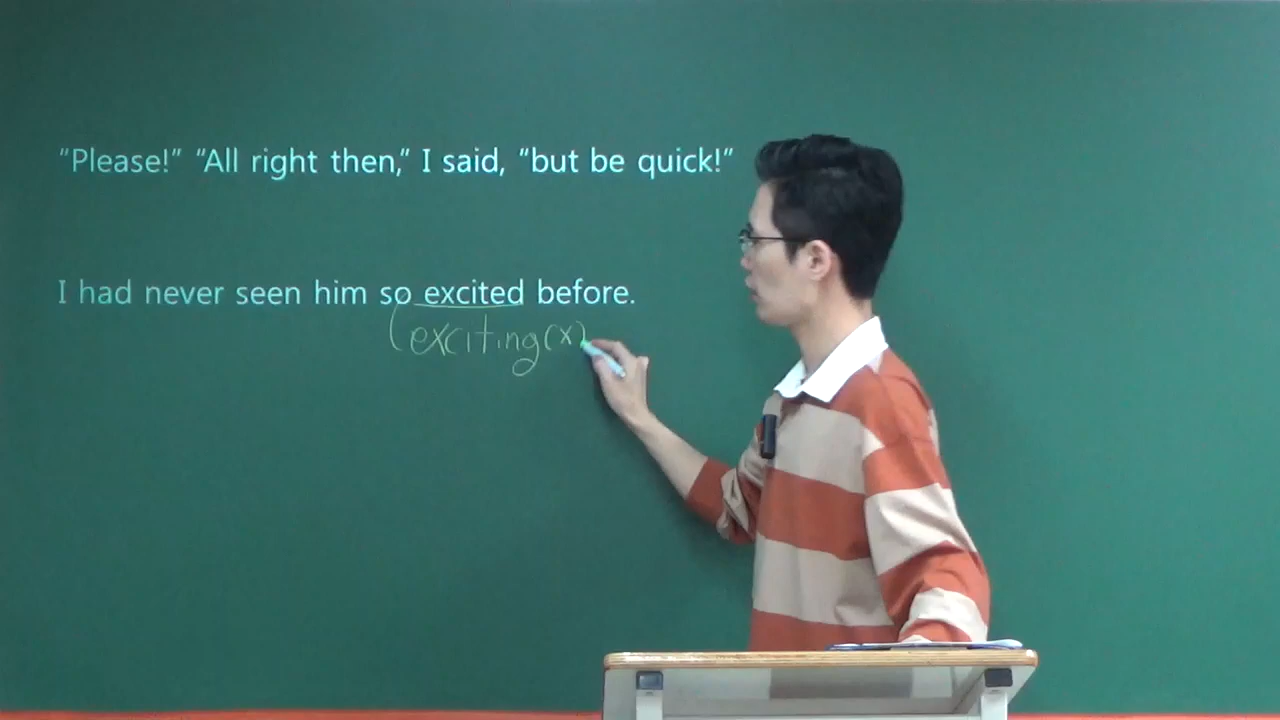 “Please!” “All right then,” I said, “but be quick!”
I had never seen him so excited before.
(exciting(x)